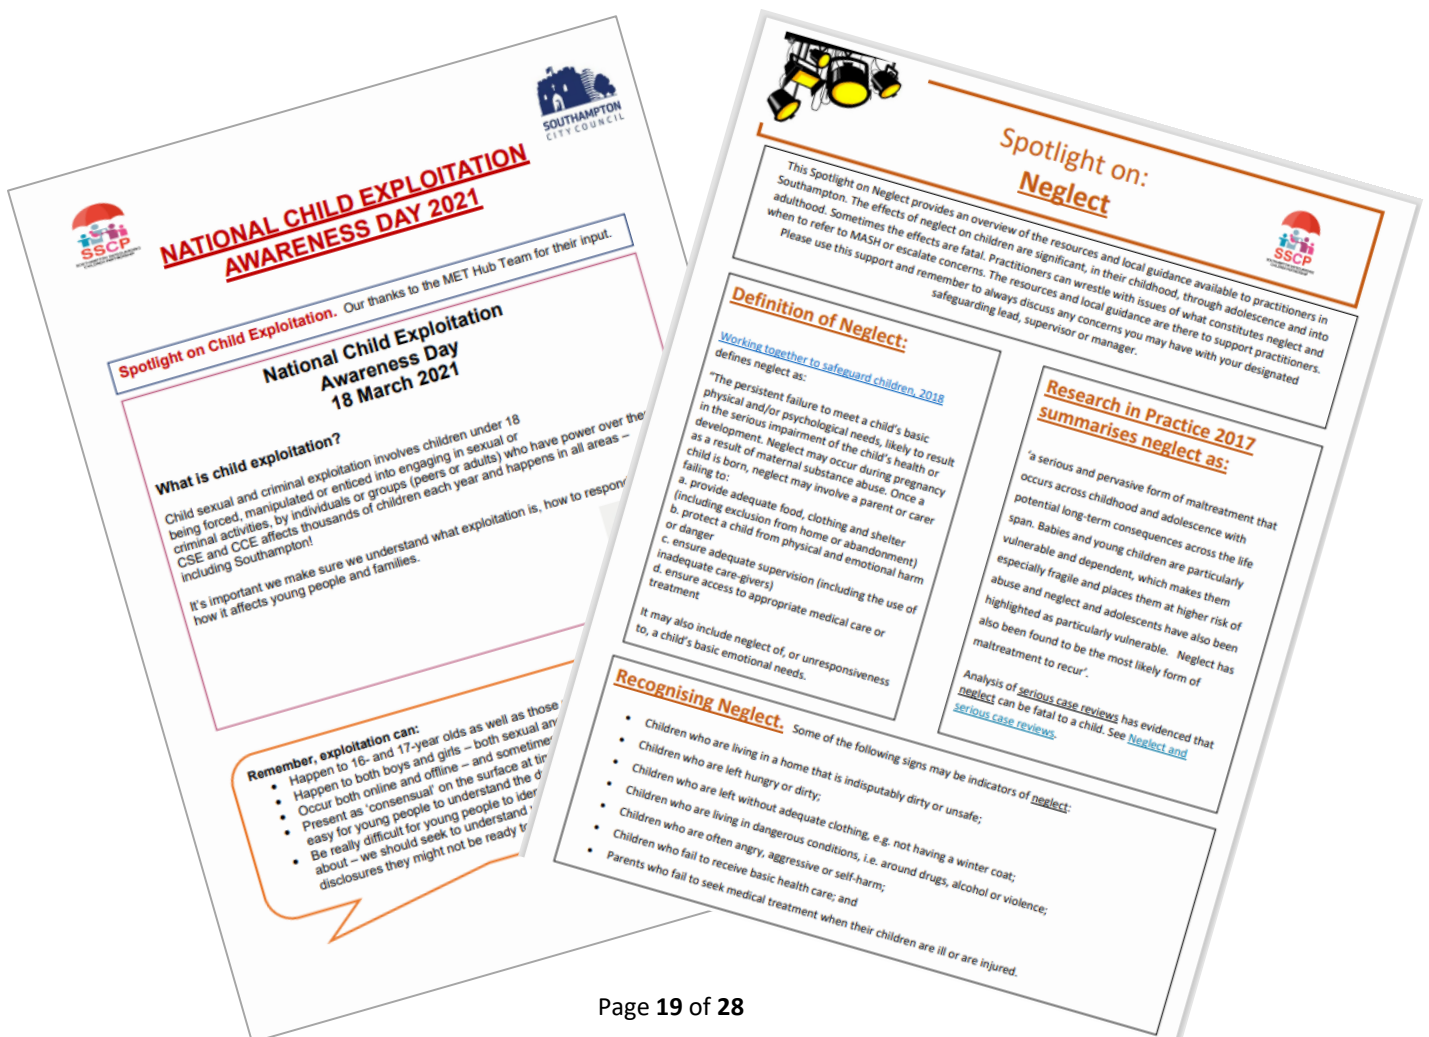 SOUTHAMPTON
CITY COUNCIL
SSCP
NATIONAL CHILD EXPLOITATION
AWARENESS DAY 2021
Spotlight on Child Exploitation. Our thanks to the MET Hub Team for their input.
National Child Exploitation
Awareness Day
18 March 2021
What is child exploitation?
Child sexual and criminal exploitation involves children under 18
being forced, manipulated or enticed into engaging in sexual or
criminal activities, by individuals or groups (peers or adults) who have power over the
CSE and CCE affects thousands of children each year and happens in all areas –
including Southampton!
It's important we make sure we understand what exploitation is, how to respon
how it affects young people and families.
Remember, exploitation can:
• Happen to 16- and 17-year olds as well as those
• Happen to both boys and girls – both sexual an
• Occur both online and offline – and sometime
• Present as 'consensual' on the surface at tim
easy for young people to understand the d
• Be really difficult for young people to iden
about – we should seek to understand
disclosures they might not be ready to
Spotlight on:
Neglect
SSCP
This Spotlight on Neglect provides an overview of the resources and local guidance available to practitioners in
Southampton. The effects of neglect on children are significant, in their childhood, through adolescence and into
adulthood. Sometimes the effects are fatal. Practitioners can wrestle with issues of what constitutes neglect and
when to refer to MASH or escalate concerns. The resources and local guidance are there to support practitioners.
Please use this support and remember to always discuss any concerns you may have with your designated
safeguarding lead, supervisor or manager.
Definition of Neglect:
Working together to safeguard children, 2018
defines neglect as:
"The persistent failure to meet a child's basic
physical and/or psychological needs, likely to result
in the serious impairment of the child's health or
development. Neglect may occur during pregnancy
as a result of maternal substance abuse. Once a
child is born, neglect may involve a parent or carer
failing to:
a. provide adequate food, clothing and shelter
(including exclusion from home or abandonment)
b. protect a child from physical and emotional harm
or danger
c. ensure adequate supervision (including the use of
inadequate care-givers)
d. ensure access to appropriate medical care or
treatment
It may also include neglect of, or unresponsiveness
to, a child's basic emotional needs.
Research in Practice 2017
summarises neglect as:
'a serious and pervasive form of maltreatment that
occurs across childhood and adolescence with
potential long-term consequences across the life
span. Babies and young children are particularly
vulnerable and dependent, which makes them
especially fragile and places them at higher risk of
abuse and neglect and adolescents have also been
highlighted as particularly vulnerable. Neglect has
also been found to be the most likely form of
maltreatment to recur'.
Analysis of serious case reviews has evidenced that
neglect can be fatal to a child. See Neglect and
serious case reviews.
Recognising Neglect. Some of the following signs may be indicators of neglect:
• Children who are living in a home that is indisputably dirty or unsafe;
• Children who are left hungry or dirty;
• Children who are left without adequate clothing, e.g. not having a winter coat;
• Children who are living in dangerous conditions, i.e. around drugs, alcohol or violence;
• Children who are often angry, aggressive or self-harm;
• Children who fail to receive basic health care; and
• Parents who fail to seek medical treatment when their children are ill or are injured.
Page 19 of 28